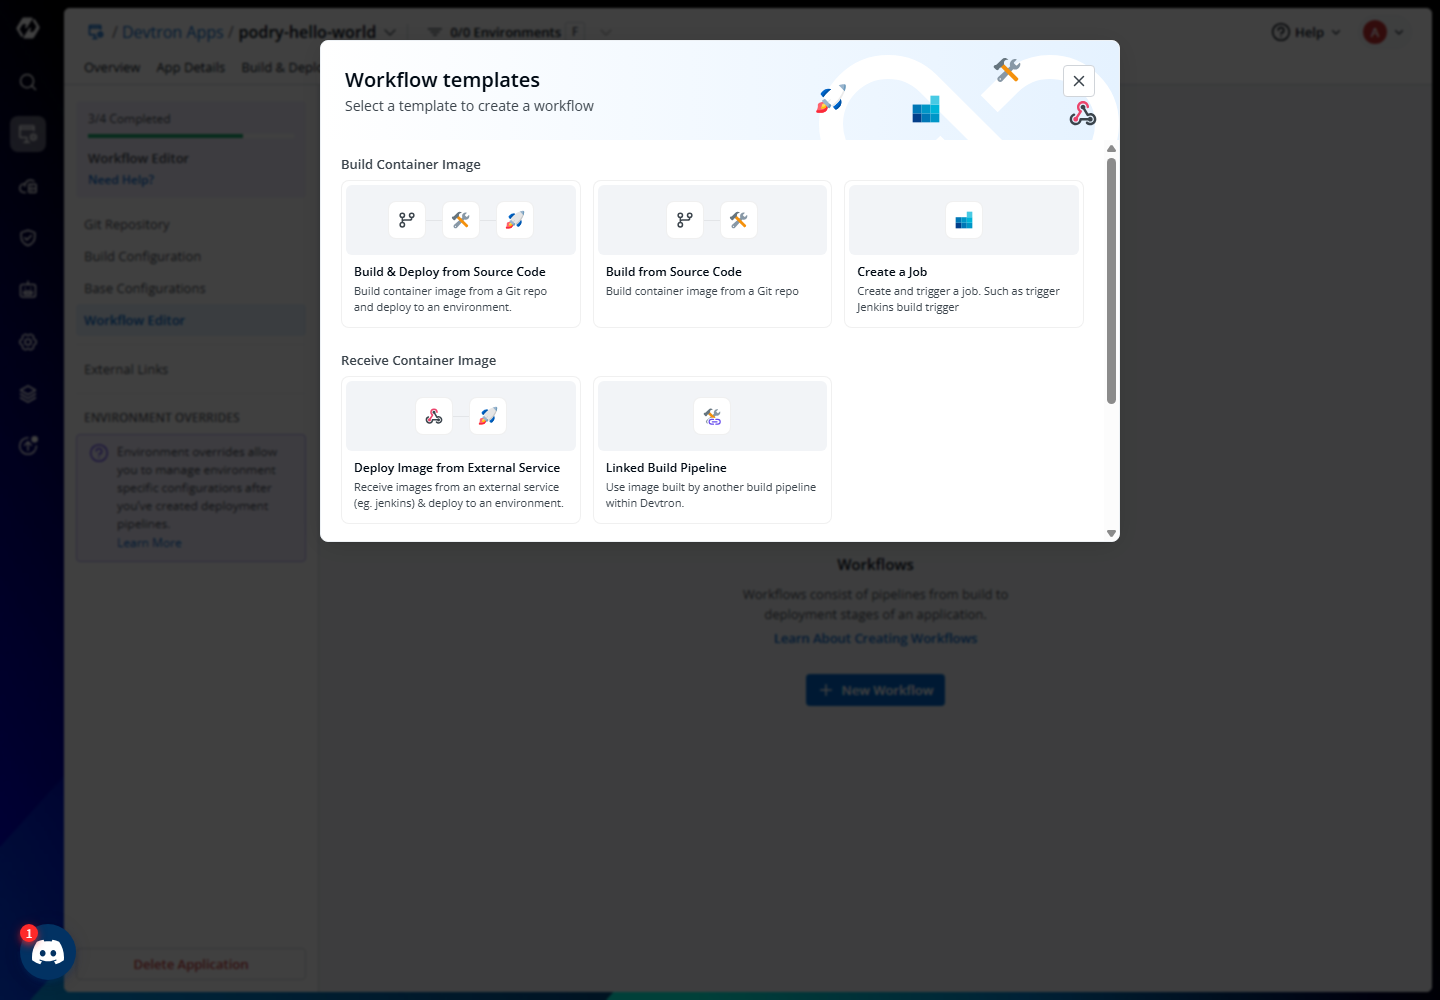 / Devtron Apps / podry-hello-world
0/0 Environments F
Help
A
Overview App Details Build & Deplo
Workflow templates
Select a template to create a workflow
3/4 Completed
Workflow Editor
Need Help?
Git Repository
Build Configuration
Base Configurations
Workflow Editor
External Links
ENVIRONMENT OVERRIDES
Environment overrides allow
you to manage environment
specific configurations after
you've created deployment
pipelines.
Learn More
Build Container Image
Build & Deploy from Source Code
Build container image from a Git repo
and deploy to an environment.
Build from Source Code
Build container image from a Git repo
Create a Job
Create and trigger a job. Such as trigger
Jenkins build trigger
Receive Container Image
Deploy Image from External Service
Receive images from an external service
(eg. jenkins) & deploy to an environment.
Linked Build Pipeline
Use image built by another build pipeline
within Devtron.
Workflows
Workflows consist of pipelines from build to
deployment stages of an application.
Learn About Creating Workflows
New Workflow
1
Delete Application